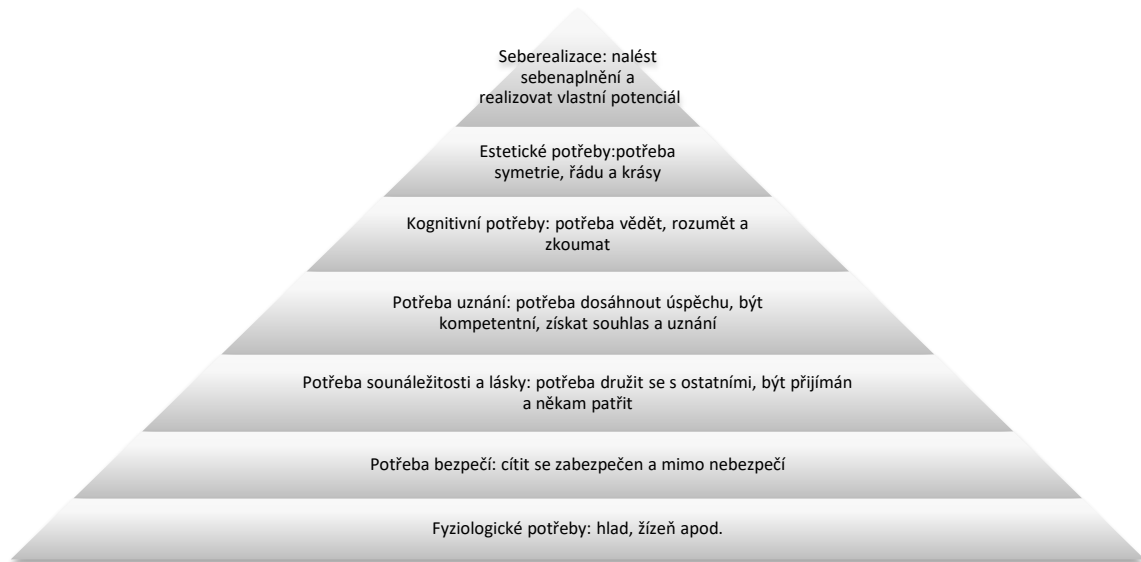 Seberealizace: nalést
sebenaplnění a
realizovat vlastní potenciál
Estetické potřeby:potřeba
symetrie, řádu a krásy
Kognitivní potřeby: potřeba vědět, rozumět a
zkoumat
Potřeba uznání: potřeba dosáhnout úspěchu, být
kompetentní, získat souhlas a uznání
Potřeba sounáležitosti a lásky: potřeba družit se s ostatními, být přijímán
a někam patřit
Potřeba bezpečí: cítit se zabezpečen a mimo nebezpečí
Fyziologické potřeby: hlad, žízeň apod.